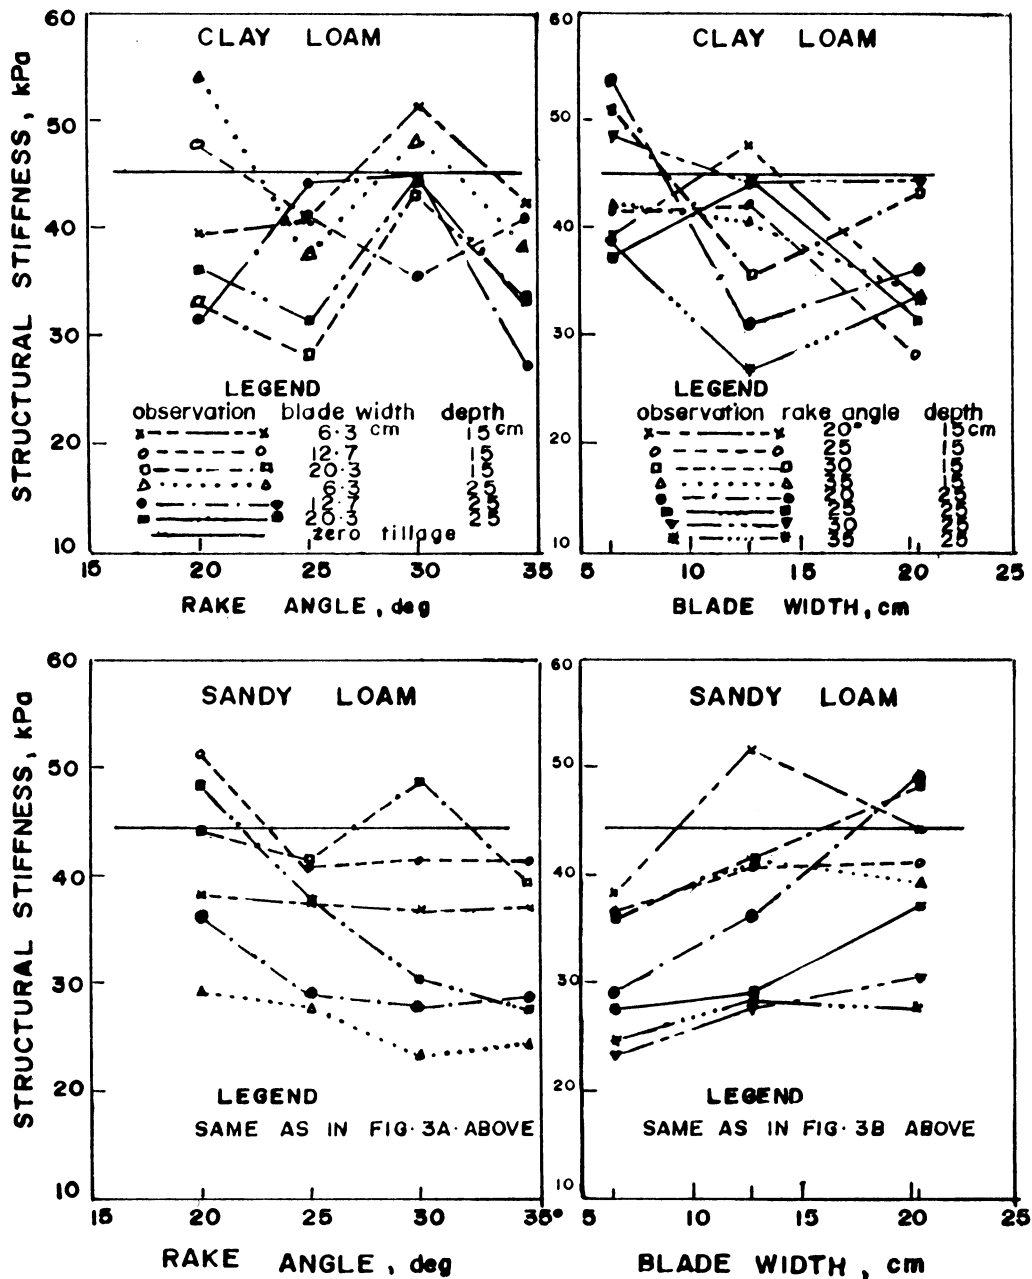 CLAY LOAM
STRUCTURAL STIFFNESS, kPa
60
50
40
30
20
10
LEGEND
observation blade width depth
6.3 cm 15 cm
12.7 15
20.3 15
6.3 25
12.7 25
20.3 25
zero tillage
15 20 25 30 35
RAKE ANGLE, deg
CLAY LOAM
60
50
40
30
20
10
LEGEND
observation rake angle depth
20° 15 cm
25 15
30 15
35 15
20 25
25 25
30 25
35 25
5 10 15 20 25
BLADE WIDTH, cm
SANDY LOAM
STRUCTURAL STIFFNESS, kPa
60
50
40
30
20
10
LEGEND
SAME AS IN FIG. 3A. ABOVE
15 20 25 30 35°
RAKE ANGLE, deg
SANDY LOAM
60
50
40
30
20
10
LEGEND
SAME AS IN FIG. 3B ABOVE
5 10 15 20 25
BLADE WIDTH, cm